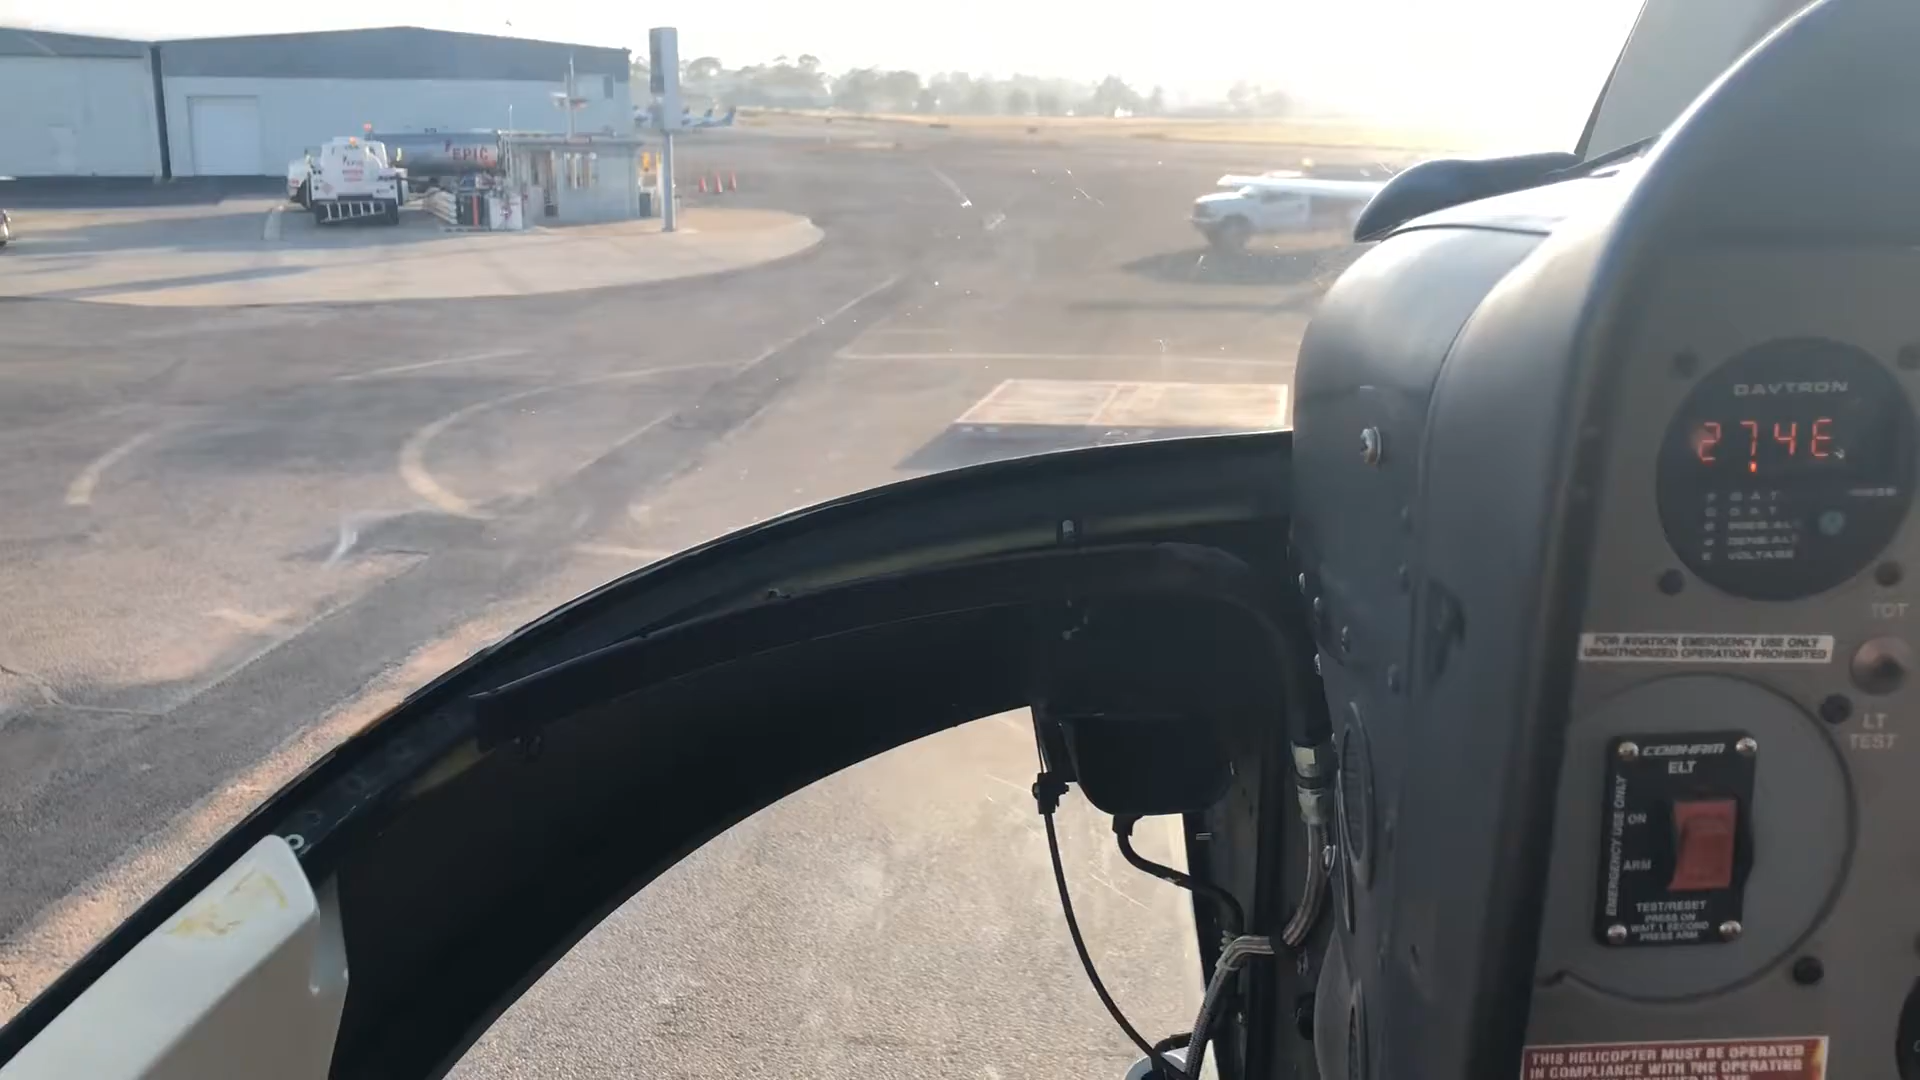 EPIC
DAVTRON
27.4E
F O A T
C O A T
VOLTAGE
TOT
FOR AVIATION EMERGENCY USE ONLY
UNAUTHORIZED OPERATION PROHIBITED
LT
TEST
COBHAM
ELT
EMERGENCY USE ONLY
ON
ARM
TEST/RESET
PRESS ON
WAIT 1 SECOND
PRESS ARM
THIS HELICOPTER MUST BE OPERATED
IN COMPLIANCE WITH THE OPERATING